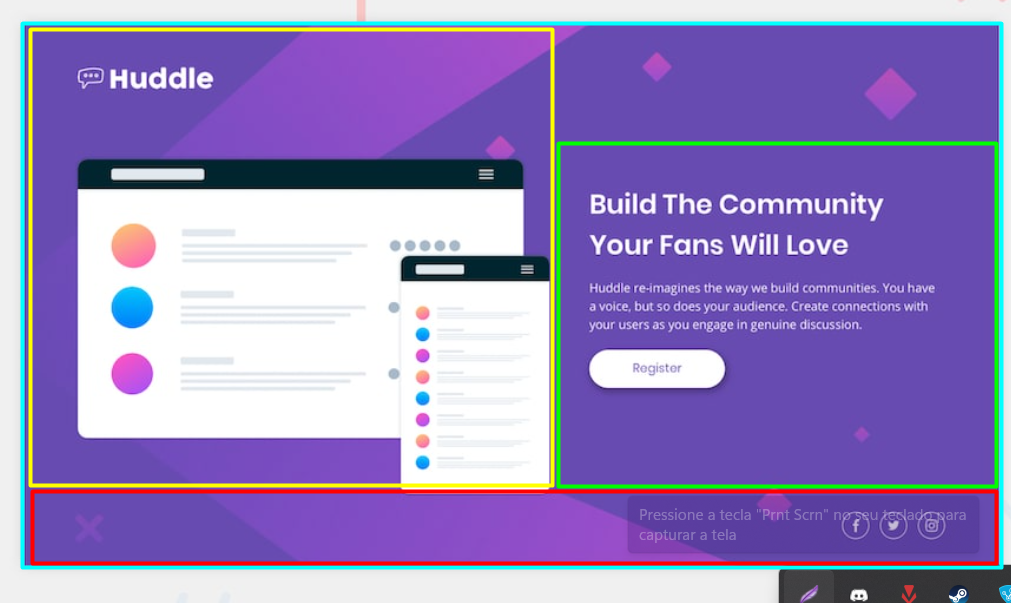 Huddle
Build The Community
Your Fans Will Love
Huddle re-imagines the way we build communities. You have
a voice, but so does your audience. Create connections with
your users as you engage in genuine discussion.
Register
Pressione a tecla "Prnt Scrn" no seu teclado para
capturar a tela